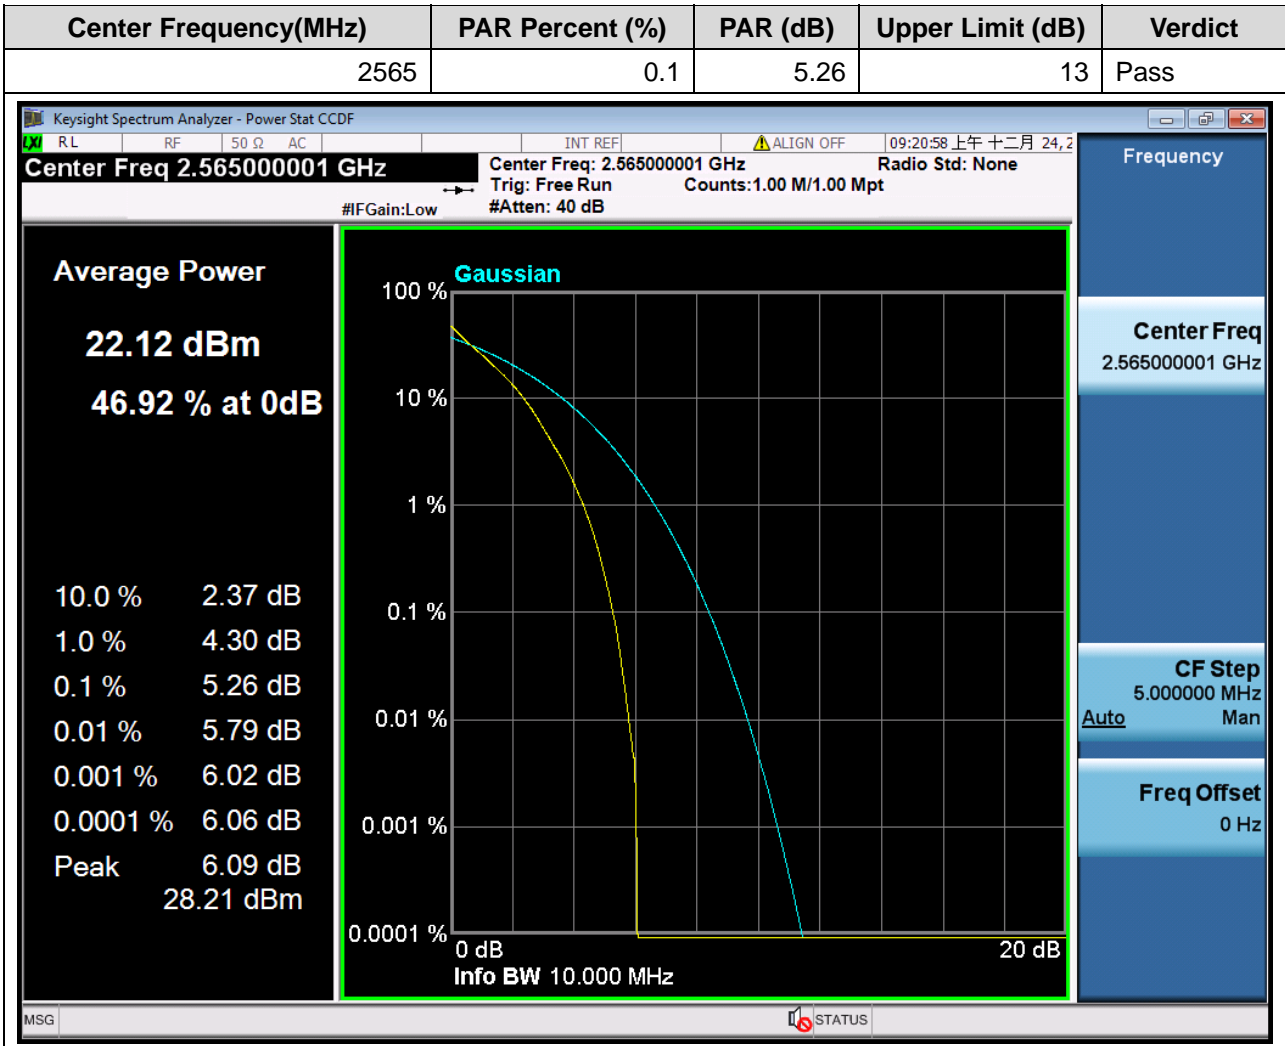 Center Frequency(MHz) PAR Percent (%) PAR (dB) Upper Limit (dB) Verdict
2565 0.1 5.26 13 Pass
Keysight Spectrum Analyzer - Power Stat CCDF
LXI RL RF 50 Ω AC INT REF ALIGN OFF 09:20:58 上午 十二月 24, 2
Center Freq 2.565000001 GHz
Center Freq: 2.565000001 GHz Radio Std: None
Trig: Free Run Counts:1.00 M/1.00 Mpt
#IFGain:Low #Atten: 40 dB
Average Power
22.12 dBm
46.92 % at 0dB
10.0 % 2.37 dB
1.0 % 4.30 dB
0.1 % 5.26 dB
0.01 % 5.79 dB
0.001 % 6.02 dB
0.0001 % 6.06 dB
Peak 6.09 dB
28.21 dBm
Gaussian
100 %
10 %
1 %
0.1 %
0.01 %
0.001 %
0.0001 %
0 dB 20 dB
Info BW 10.000 MHz
Frequency
Center Freq
2.565000001 GHz
CF Step
5.000000 MHz
Auto Man
Freq Offset
0 Hz
MSG STATUS